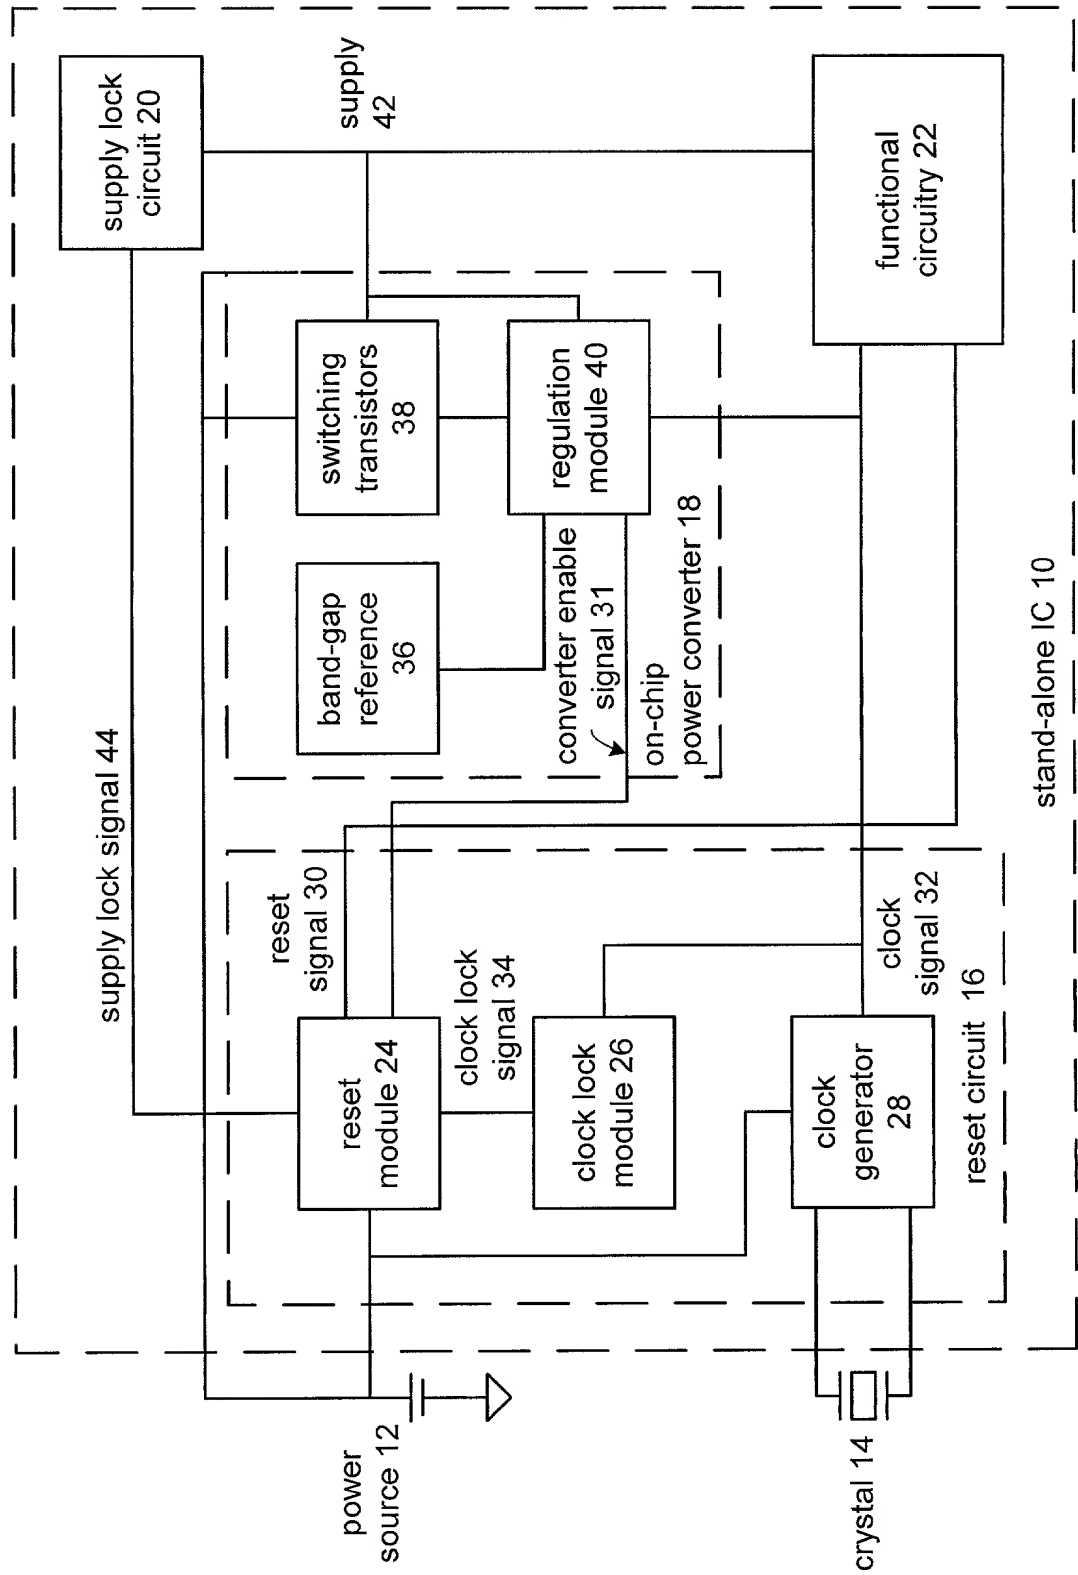 supply lock signal 44
supply lock
circuit 20
supply
42
power
source 12
reset
signal 30
reset
module 24
clock lock
signal 34
clock lock
module 26
band-gap
reference
36
switching
transistors
38
regulation
module 40
converter enable
signal 31
on-chip
power converter 18
functional
circuitry 22
crystal 14
clock
generator
28
clock
signal 32
reset circuit 16
stand-alone IC 10